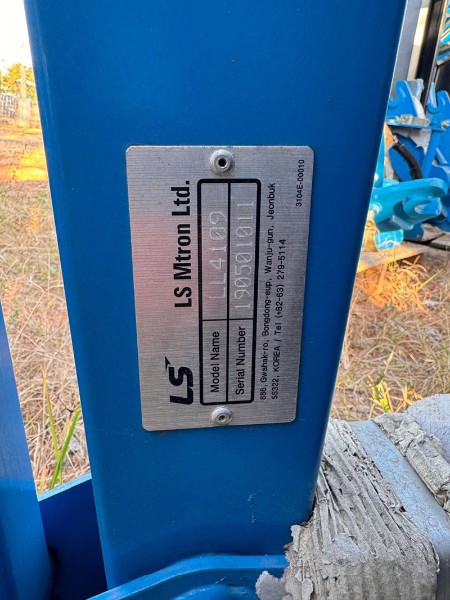 LS LS Mtron Ltd.
Model Name LL4109
Serial Number 190501011
888, Gwahak-ro, Bongdong-eup, Wanju-gun, Jeonbuk
55322, KOREA / Tel (+82-63) 279-5114
3104E-00010